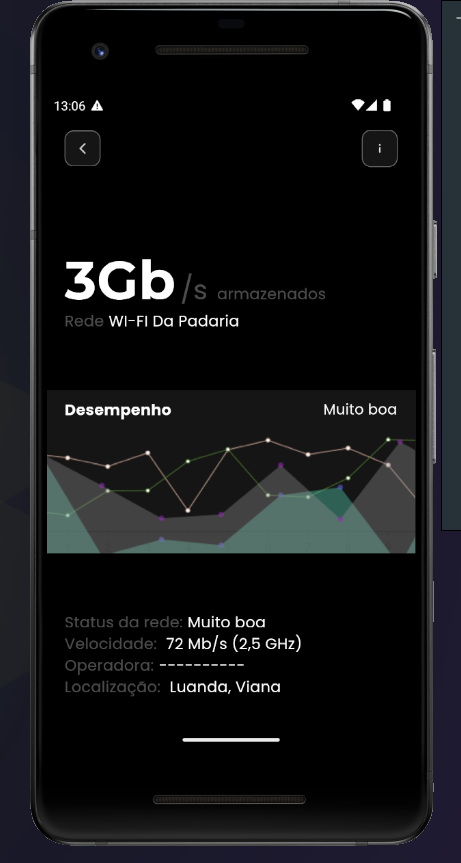 13:06
3Gb/s armazenados
Rede WI-FI Da Padaria
Desempenho Muito boa
Status da rede: Muito boa
Velocidade: 72 Mb/s (2,5 GHz)
Operadora: ----------
Localização: Luanda, Viana